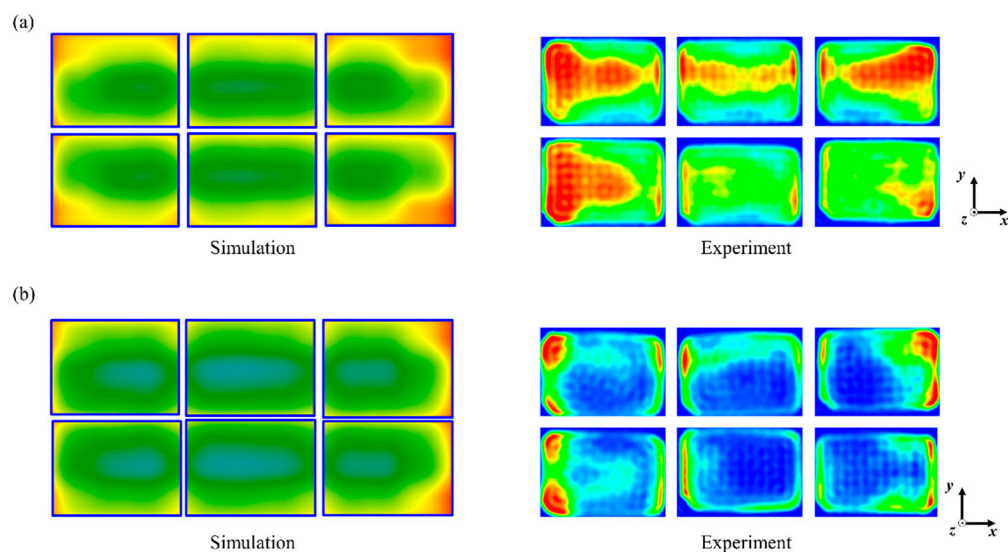 (a)
Simulation
Experiment
y
z
x
(b)
Simulation
Experiment
y
z
x